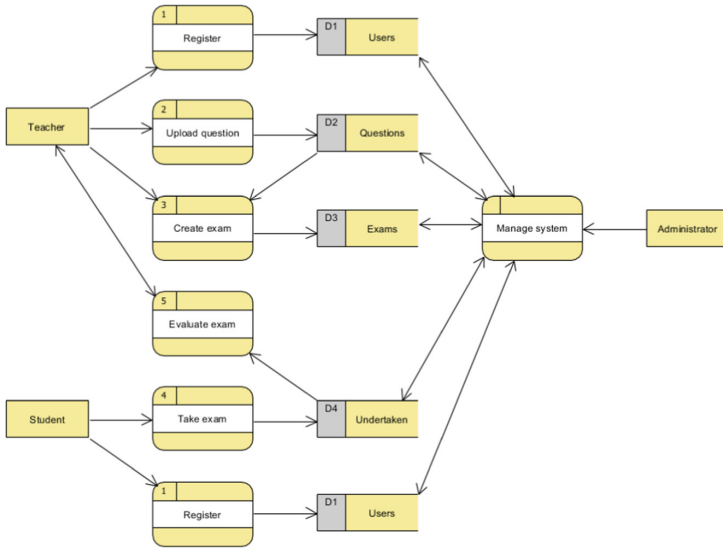 1
Register
D1
Users
2
Upload question
D2
Questions
Teacher
3
Create exam
D3
Exams
Manage system
Administrator
5
Evaluate exam
4
Take exam
D4
Undertaken
Student
1
Register
D1
Users